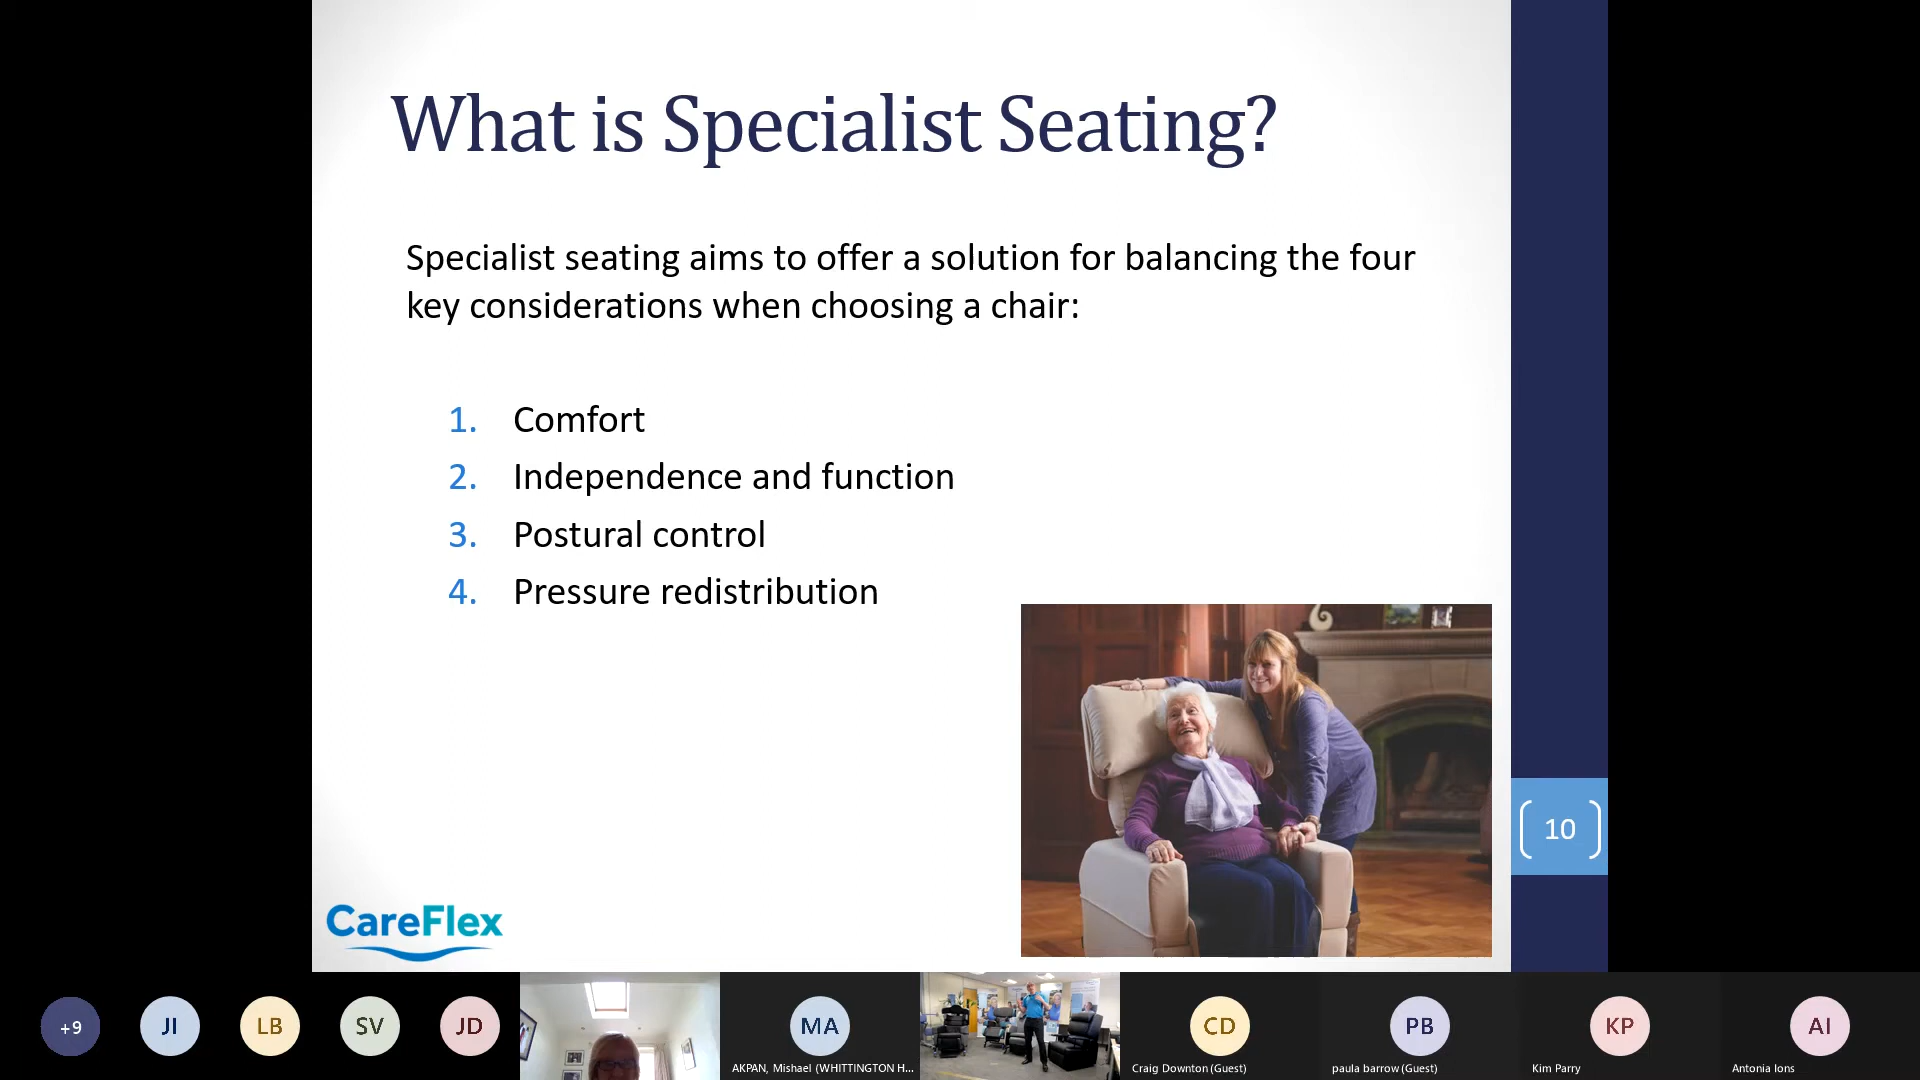 What is Specialist Seating?
Specialist seating aims to offer a solution for balancing the four
key considerations when choosing a chair:
1. Comfort
2. Independence and function
3. Postural control
4. Pressure redistribution
10
CareFlex
+9
JI
LB
SV
JD
MA
AKPAN, Mishael (WHITTINGTON H...
CD
Craig Downton (Guest)
PB
paula barrow (Guest)
KP
Kim Parry
AI
Antonia Ions